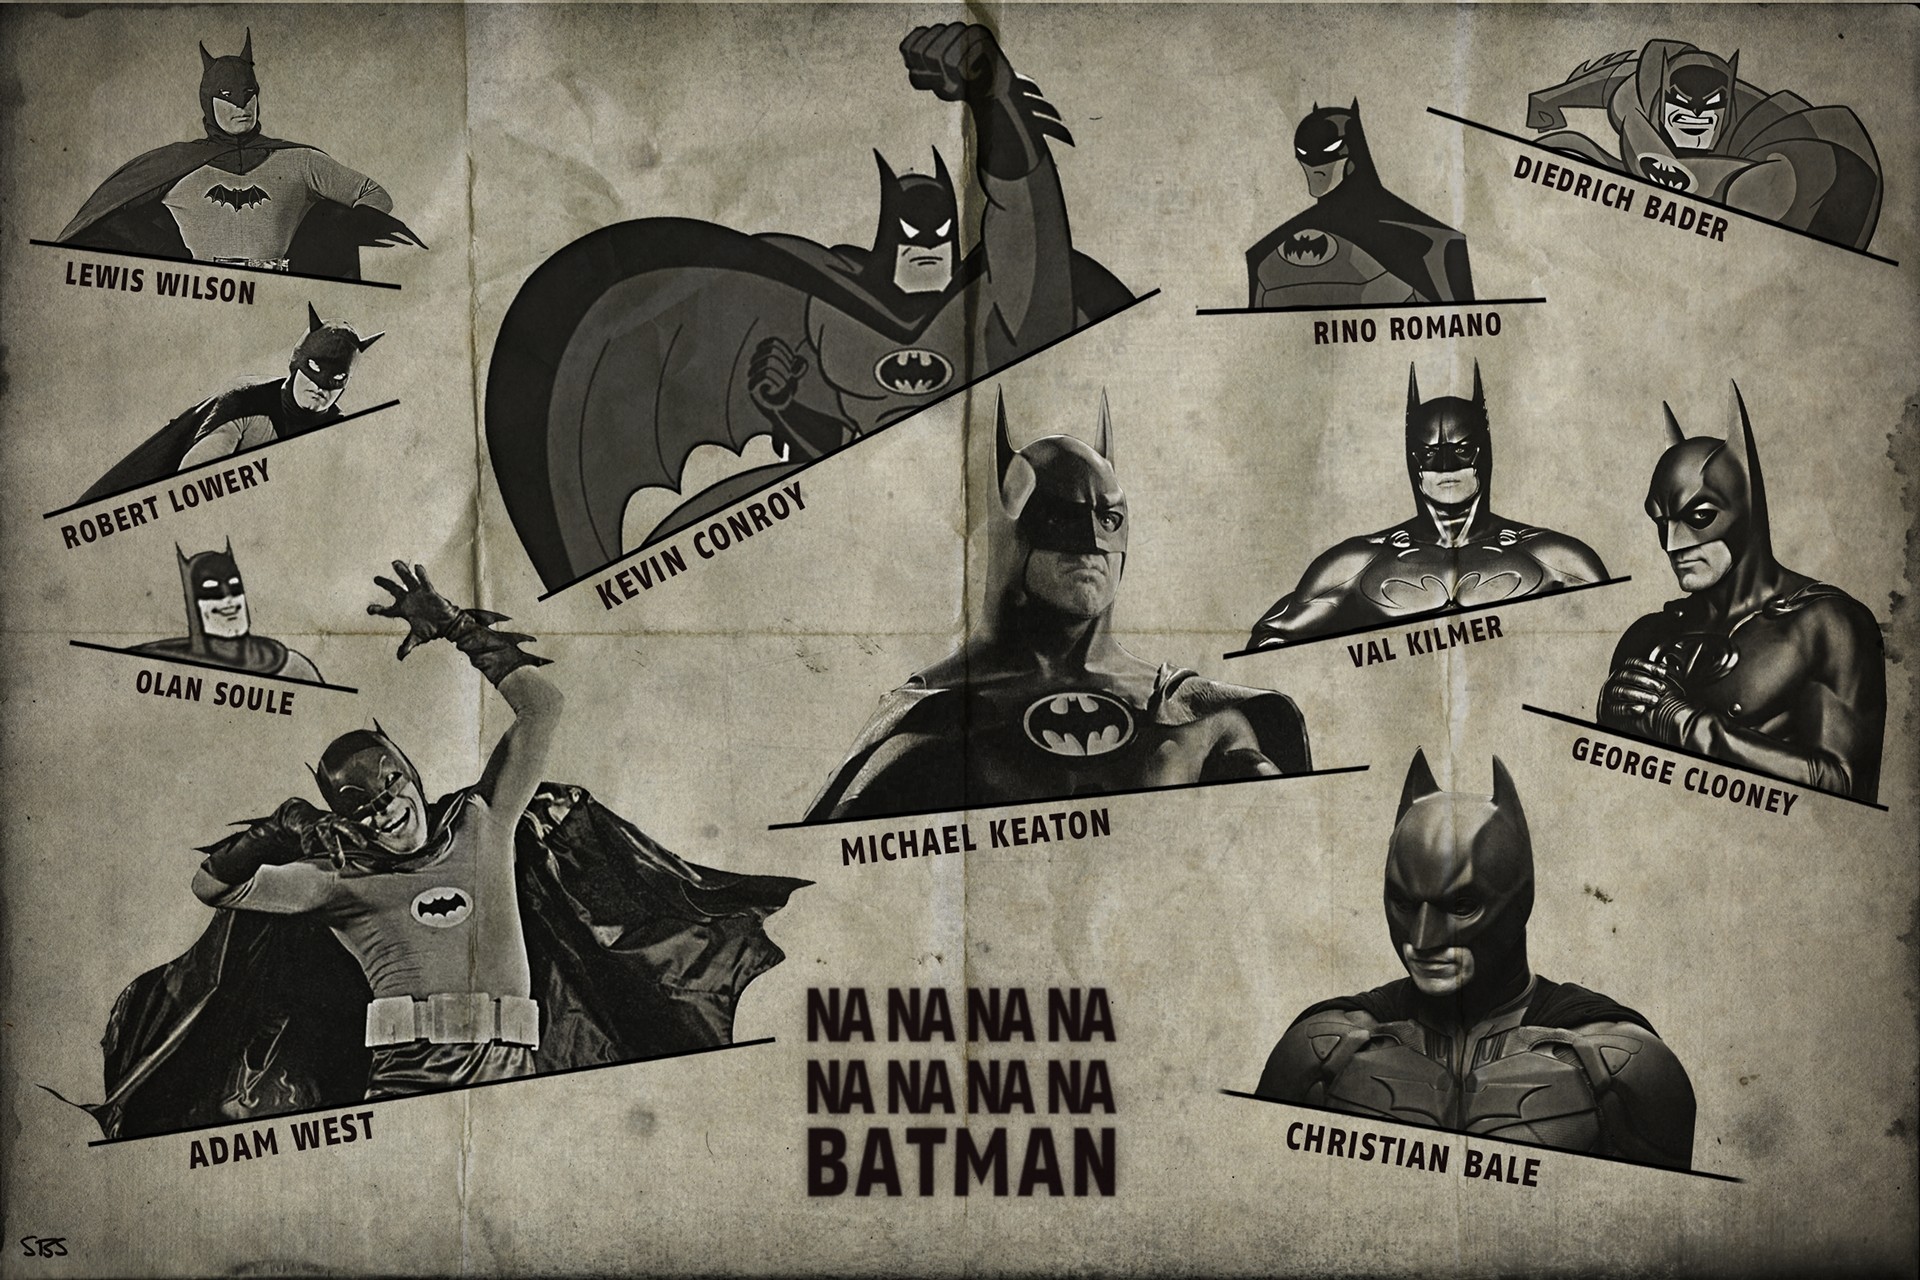 LEWIS WILSON
KEVIN CONROY
RINO ROMANO
DIEDRICH BADER
ROBERT LOWERY
OLAN SOULE
MICHAEL KEATON
VAL KILMER
GEORGE CLOONEY
ADAM WEST
CHRISTIAN BALE
NA NA NA NA
NA NA NA NA
BATMAN
SBS